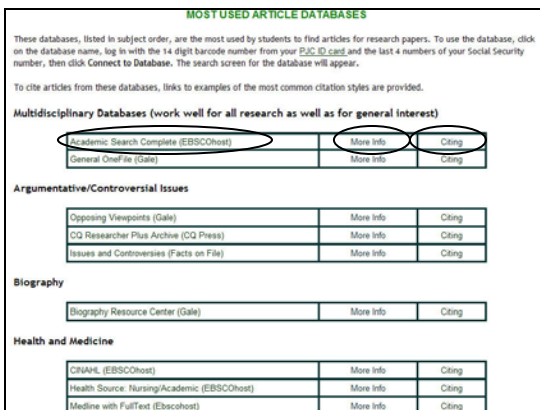 MOST USED ARTICLE DATABASES
These databases, listed in subject order, are the most used by students to find articles for research papers. To use the database, click
on the database name, log in with the 14 digit barcode number from your PJC ID card and the last 4 numbers of your Social Security
number, then click Connect to Database. The search screen for the database will appear.
To cite articles from these databases, links to examples of the most common citation styles are provided.
Multidisciplinary Databases (work well for all research as well as for general interest)
Academic Search Complete (EBSCOhost) More Info Citing
General OneFile (Gale) More Info Citing
Argumentative/Controversial Issues
Opposing Viewpoints (Gale) More Info Citing
CQ Researcher Plus Archive (CQ Press) More Info Citing
Issues and Controversies (Facts on File) More Info Citing
Biography
Biography Resource Center (Gale) More Info Citing
Health and Medicine
CINAHL (EBSCOhost) More Info Citing
Health Source: Nursing/Academic (EBSCOhost) More Info Citing
Medline with FullText (Ebscohost) More Info Citing